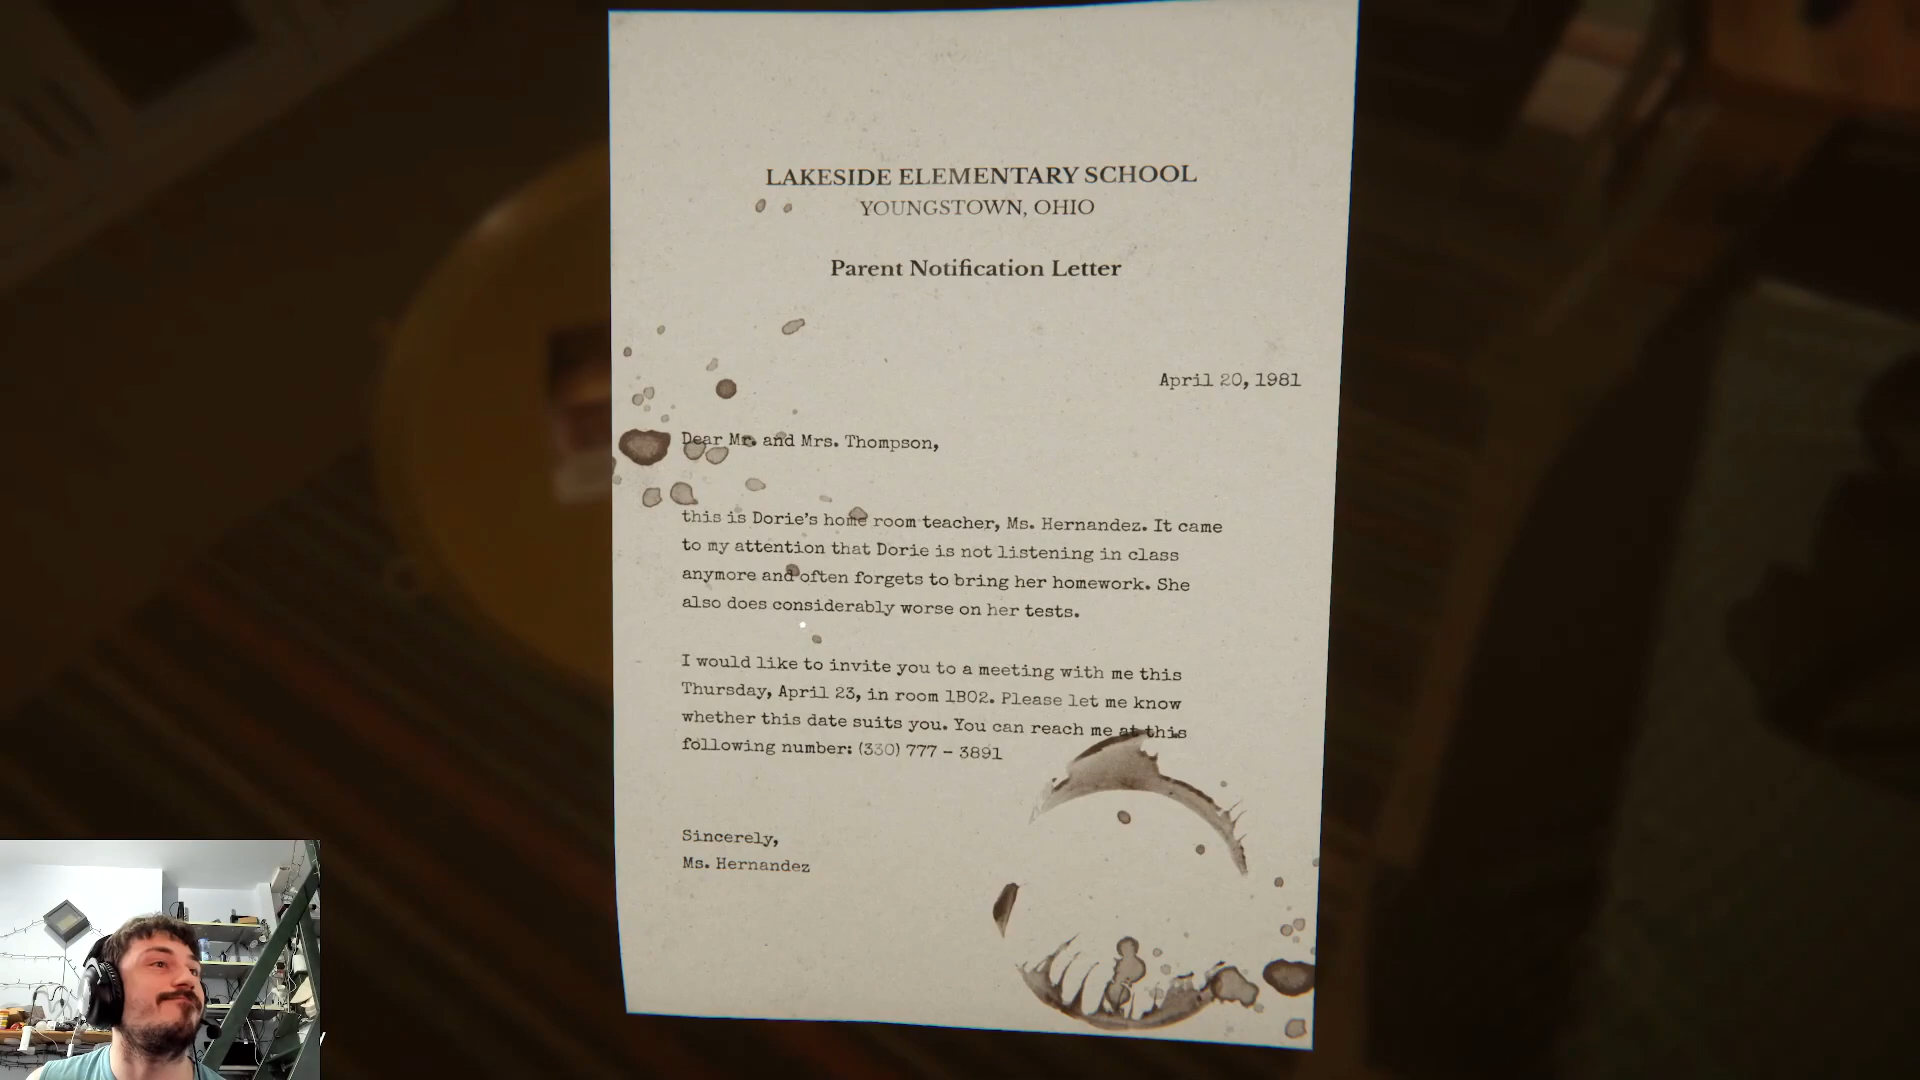 LAKESIDE ELEMENTARY SCHOOL
YOUNGSTOWN, OHIO
Parent Notification Letter
April 20, 1981
Dear Mr. and Mrs. Thompson,
this is Dorie's home room teacher, Ms. Hernandez. It came
to my attention that Dorie is not listening in class
anymore and often forgets to bring her homework. She
also does considerably worse on her tests.
I would like to invite you to a meeting with me this
Thursday, April 23, in room 1B02. Please let me know
whether this date suits you. You can reach me at this
following number: (330) 777 - 3891
Sincerely,
Ms. Hernandez